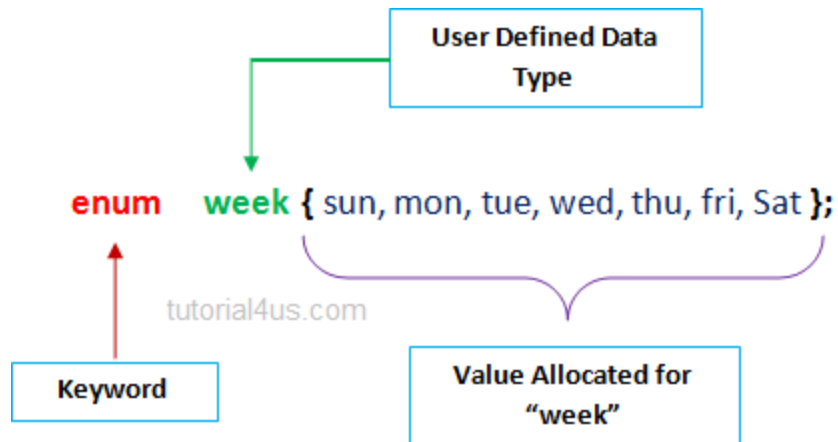 User Defined Data
Type
enum week { sun, mon, tue, wed, thu, fri, Sat };
tutorial4us.com
Keyword
Value Allocated for
“week”